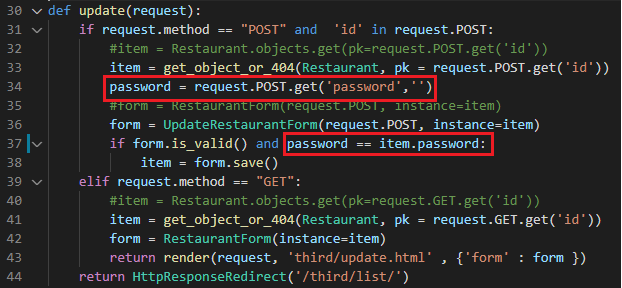 30 def update(request):
31 if request.method == "POST" and 'id' in request.POST:
32 #item = Restaurant.objects.get(pk=request.POST.get('id'))
33 item = get_object_or_404(Restaurant, pk = request.POST.get('id'))
34 password = request.POST.get('password','')
35 #form = RestaurantForm(request.POST, instance=item)
36 form = UpdateRestaurantForm(request.POST, instance=item)
37 if form.is_valid() and password == item.password:
38 item = form.save()
39 elif request.method == "GET":
40 #item = Restaurant.objects.get(pk=request.GET.get('id'))
41 item = get_object_or_404(Restaurant, pk = request.GET.get('id'))
42 form = RestaurantForm(instance=item)
43 return render(request, 'third/update.html' , {'form' : form })
44 return HttpResponseRedirect('/third/list/')